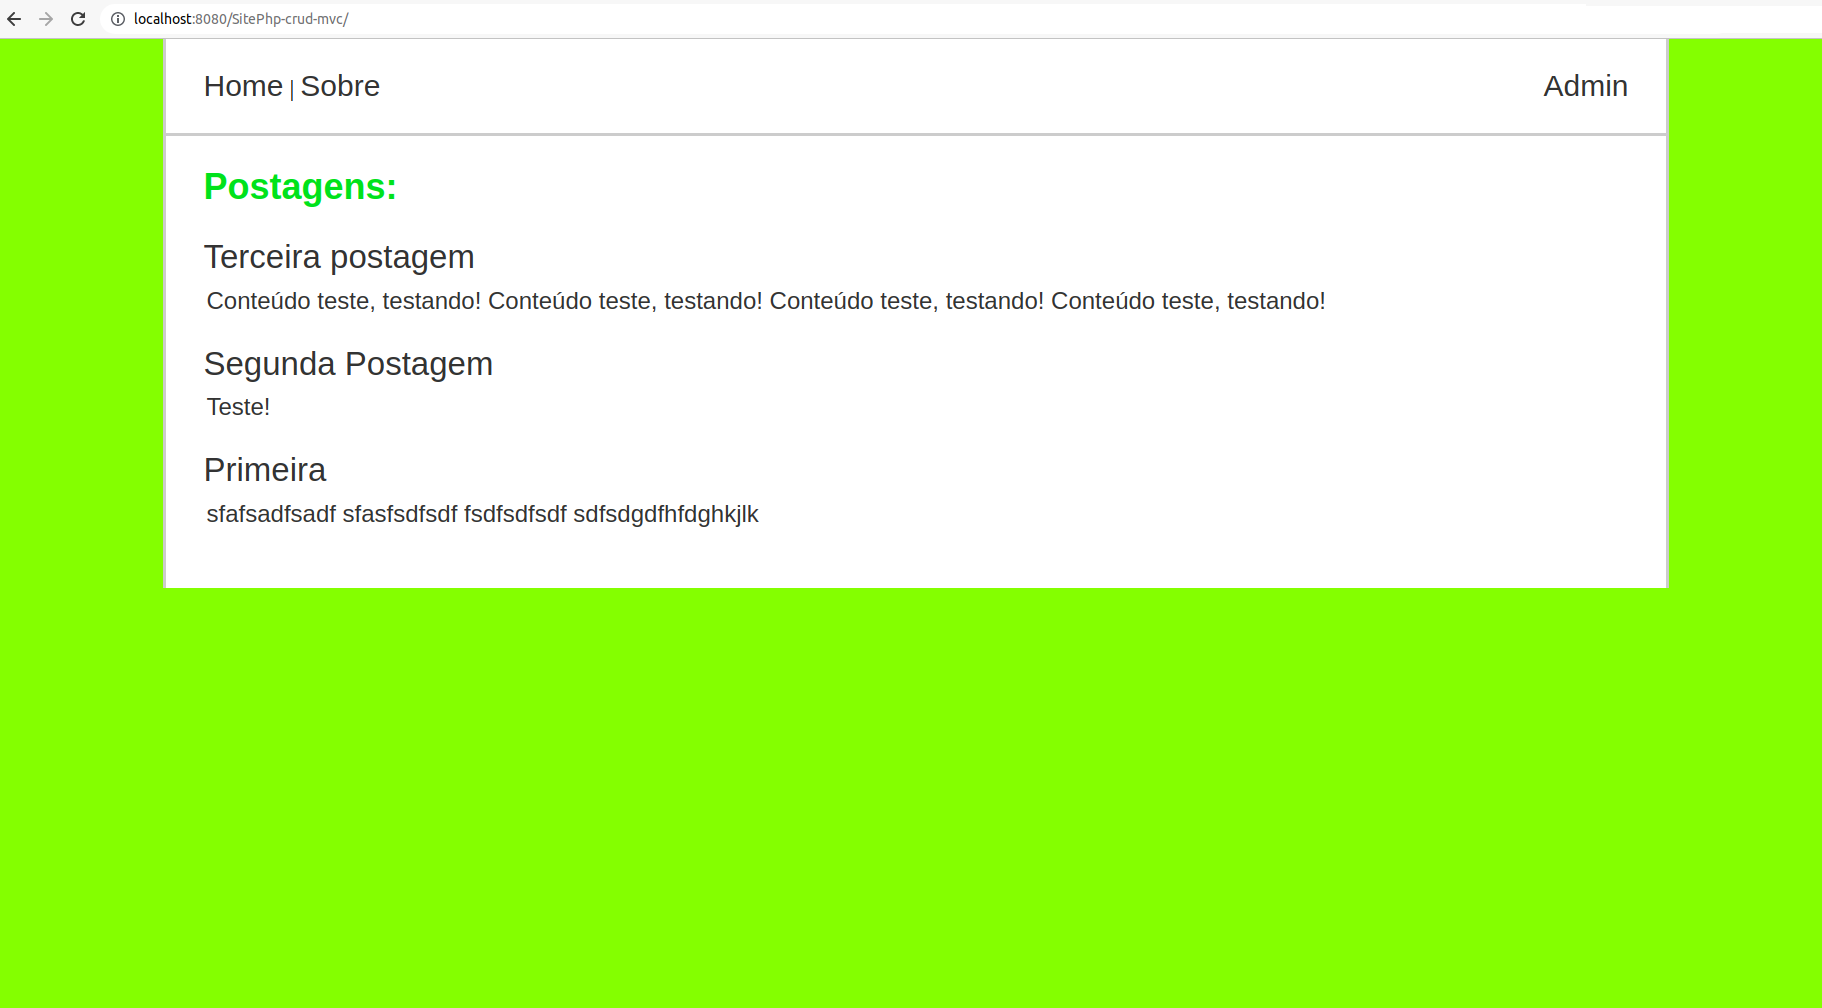 localhost:8080/SitePhp-crud-mvc/
Home | Sobre Admin
Postagens:
Terceira postagem
Conteúdo teste, testando! Conteúdo teste, testando! Conteúdo teste, testando! Conteúdo teste, testando!
Segunda Postagem
Teste!
Primeira
sfafsadfsadf sfasfsdfsdf fsdfsdfsdf sdfsdgdfhfdghkjlk